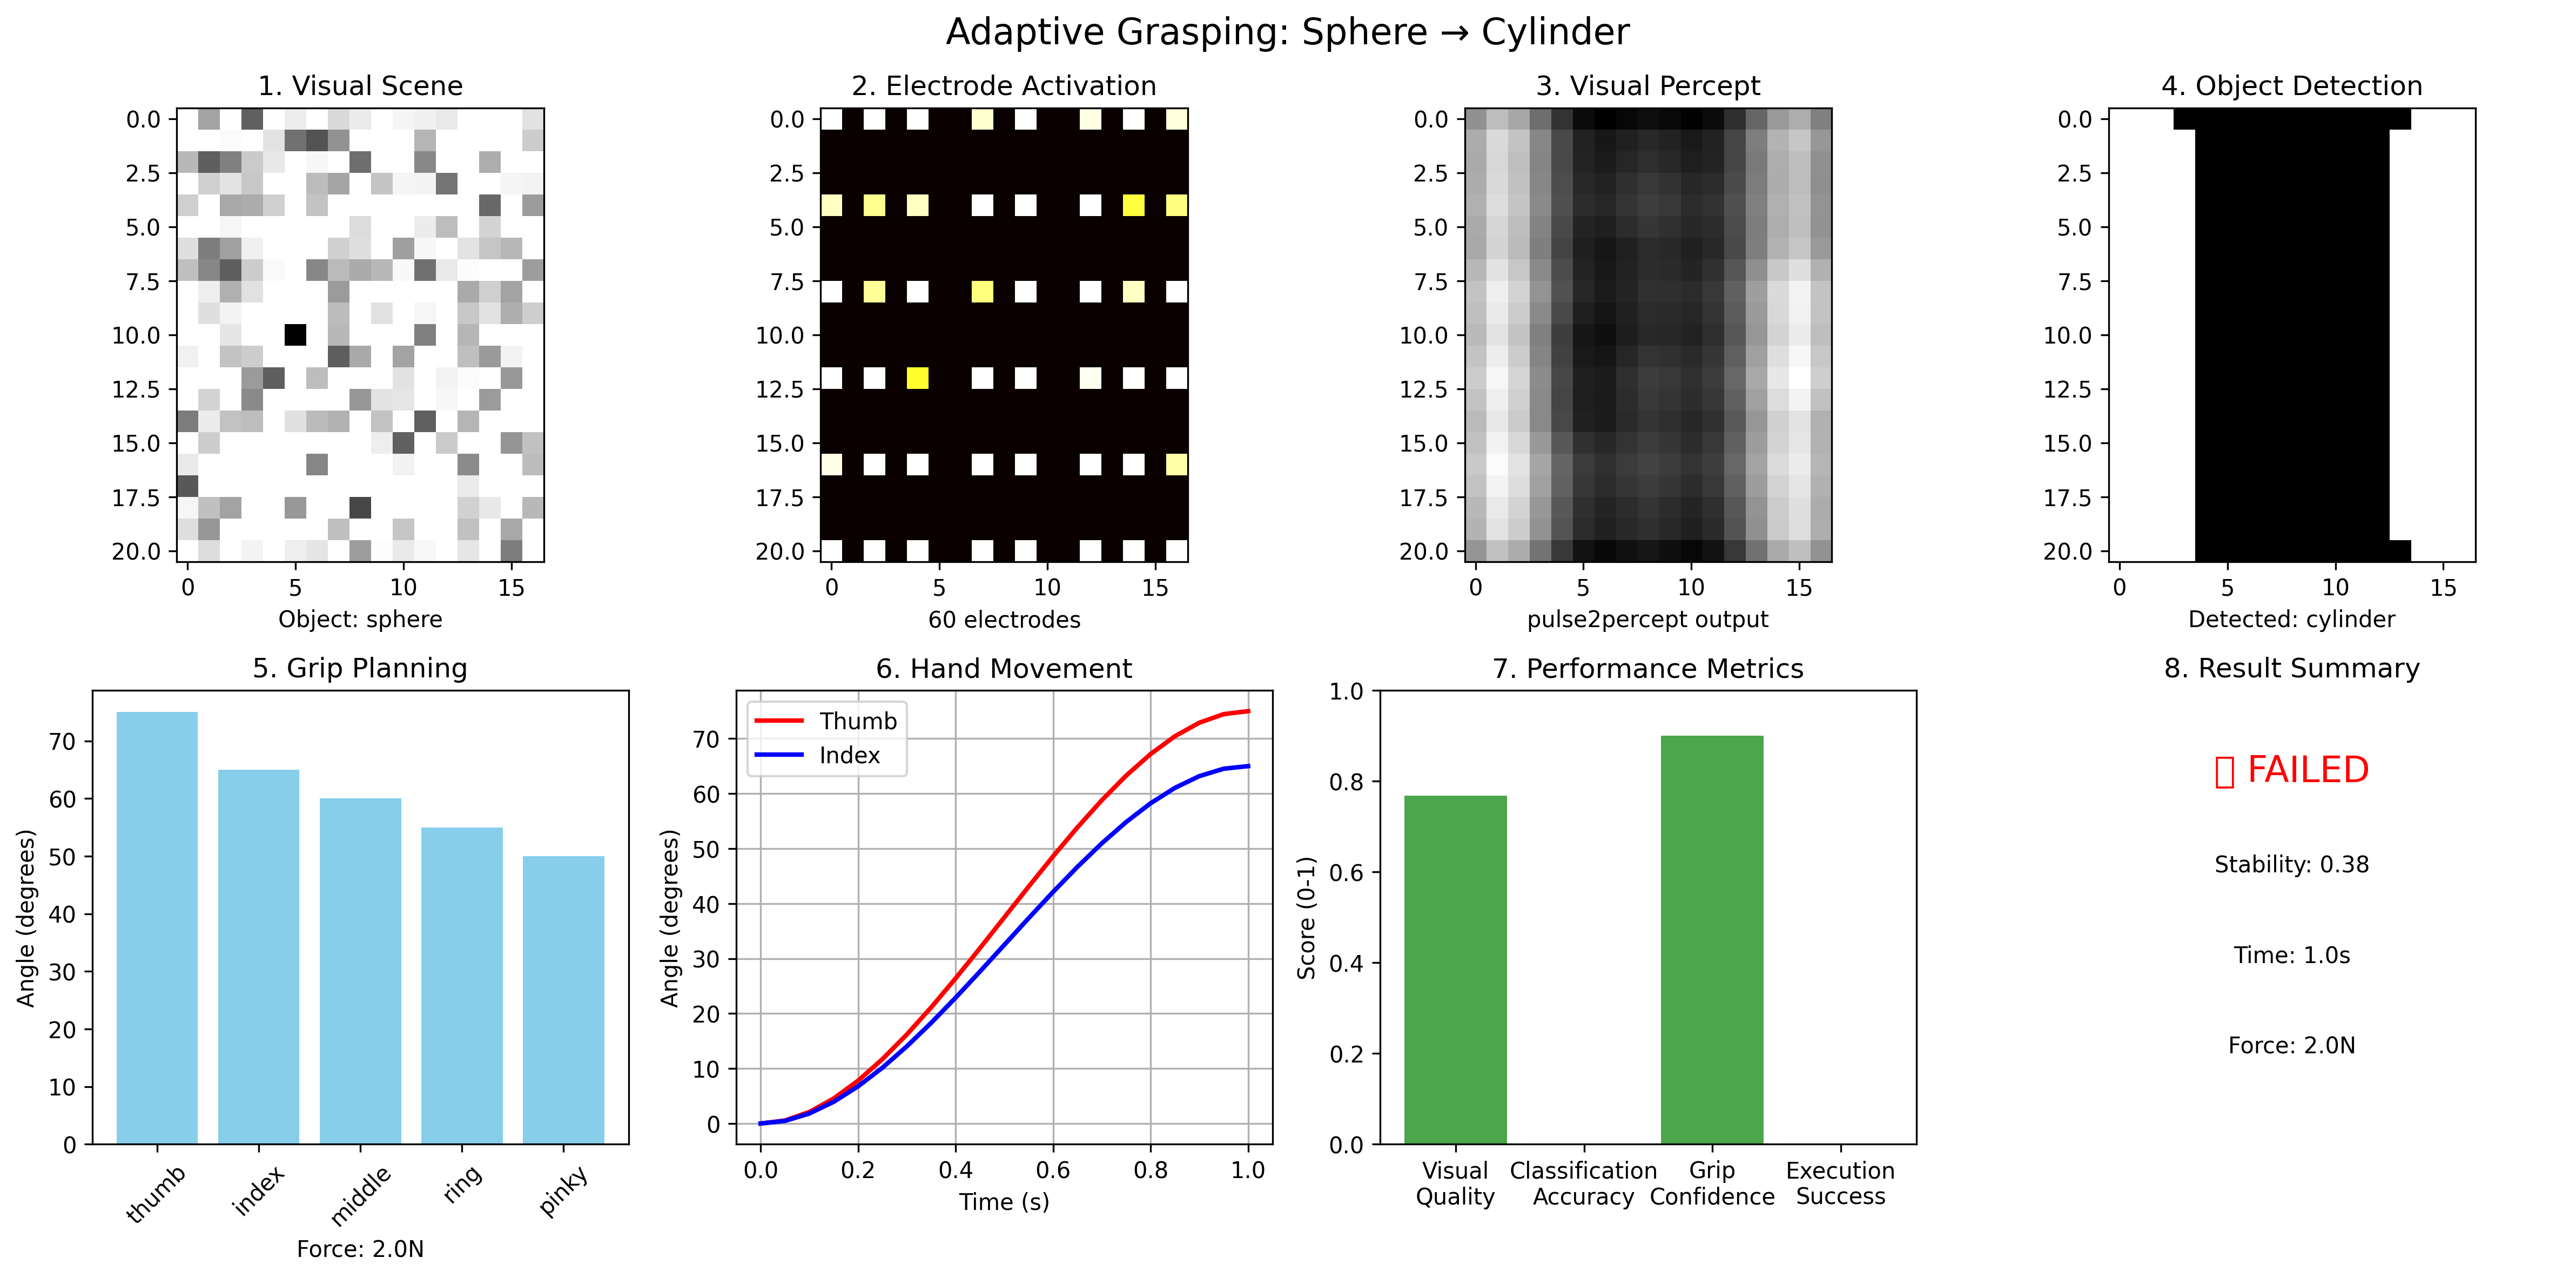 Adaptive Grasping: Sphere → Cylinder
1. Visual Scene
0.0
2.5
5.0
7.5
10.0
12.5
15.0
17.5
20.0
0 5 10 15
Object: sphere
2. Electrode Activation
0.0
2.5
5.0
7.5
10.0
12.5
15.0
17.5
20.0
0 5 10 15
60 electrodes
3. Visual Percept
0.0
2.5
5.0
7.5
10.0
12.5
15.0
17.5
20.0
0 5 10 15
pulse2percept output
4. Object Detection
0.0
2.5
5.0
7.5
10.0
12.5
15.0
17.5
20.0
0 5 10 15
Detected: cylinder
5. Grip Planning
Angle (degrees)
70
60
50
40
30
20
10
0
thumb index middle ring pinky
Force: 2.0N
6. Hand Movement
Thumb
Index
Angle (degrees)
70
60
50
40
30
20
10
0
0.0 0.2 0.4 0.6 0.8 1.0
Time (s)
7. Performance Metrics
Score (0-1)
1.0
0.8
0.6
0.4
0.2
0.0
Visual Classification Grip Execution
Quality Accuracy Confidence Success
8. Result Summary
FAILED
Stability: 0.38
Time: 1.0s
Force: 2.0N